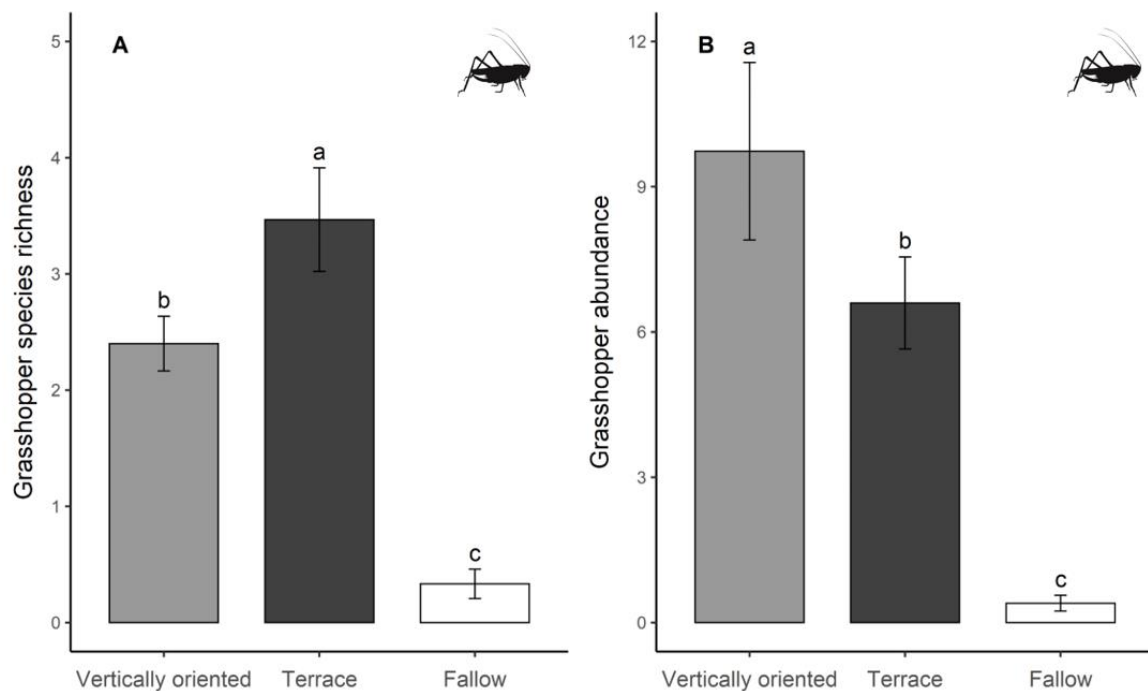 A
Grasshopper species richness
5
4
3
2
1
0
b
a
c
Vertically oriented
Terrace
Fallow
B
Grasshopper abundance
12
9
6
3
0
a
b
c
Vertically oriented
Terrace
Fallow